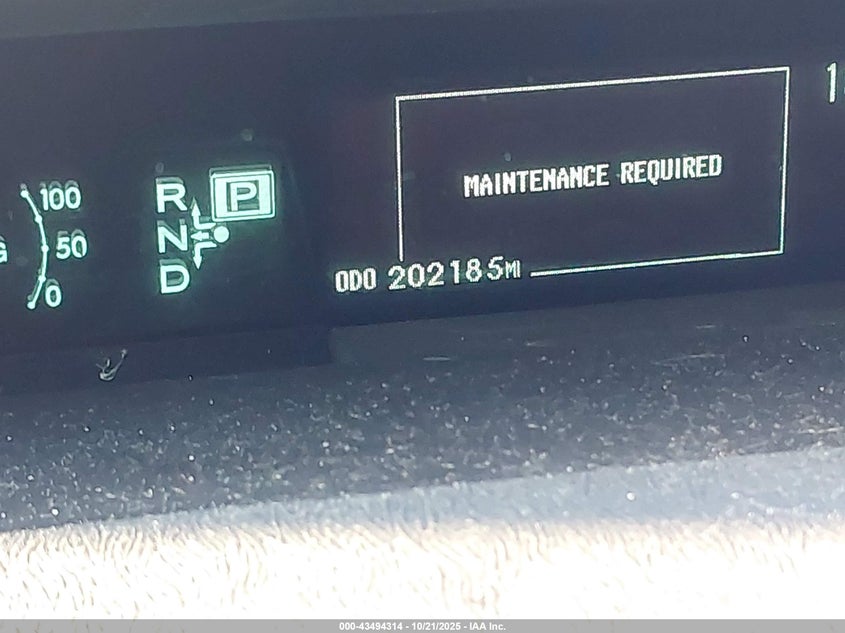 100
50
0
R P
N
D
MAINTENANCE REQUIRED
ODO 202185MI
000-43494314 - 10/21/2025 - IAA Inc.